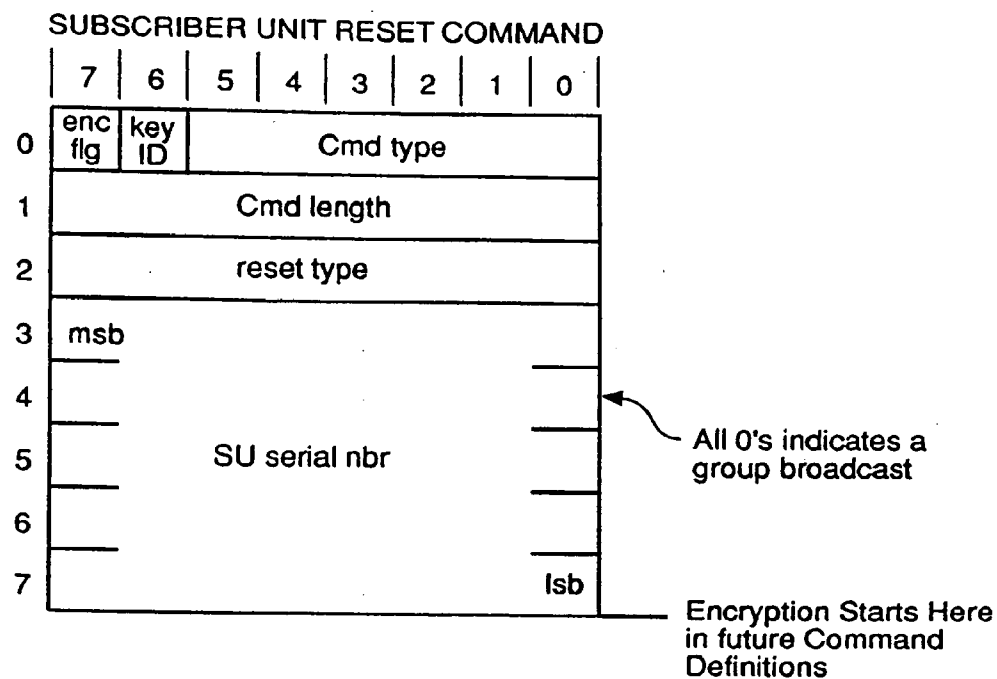 SUBSCRIBER UNIT RESET COMMAND
7 6 5 4 3 2 1 0
0 enc flg key ID Cmd type
1 Cmd length
2 reset type
3 msb
4
All 0's indicates a
group broadcast
5 SU serial nbr
6
7 lsb
Encryption Starts Here
in future Command
Definitions